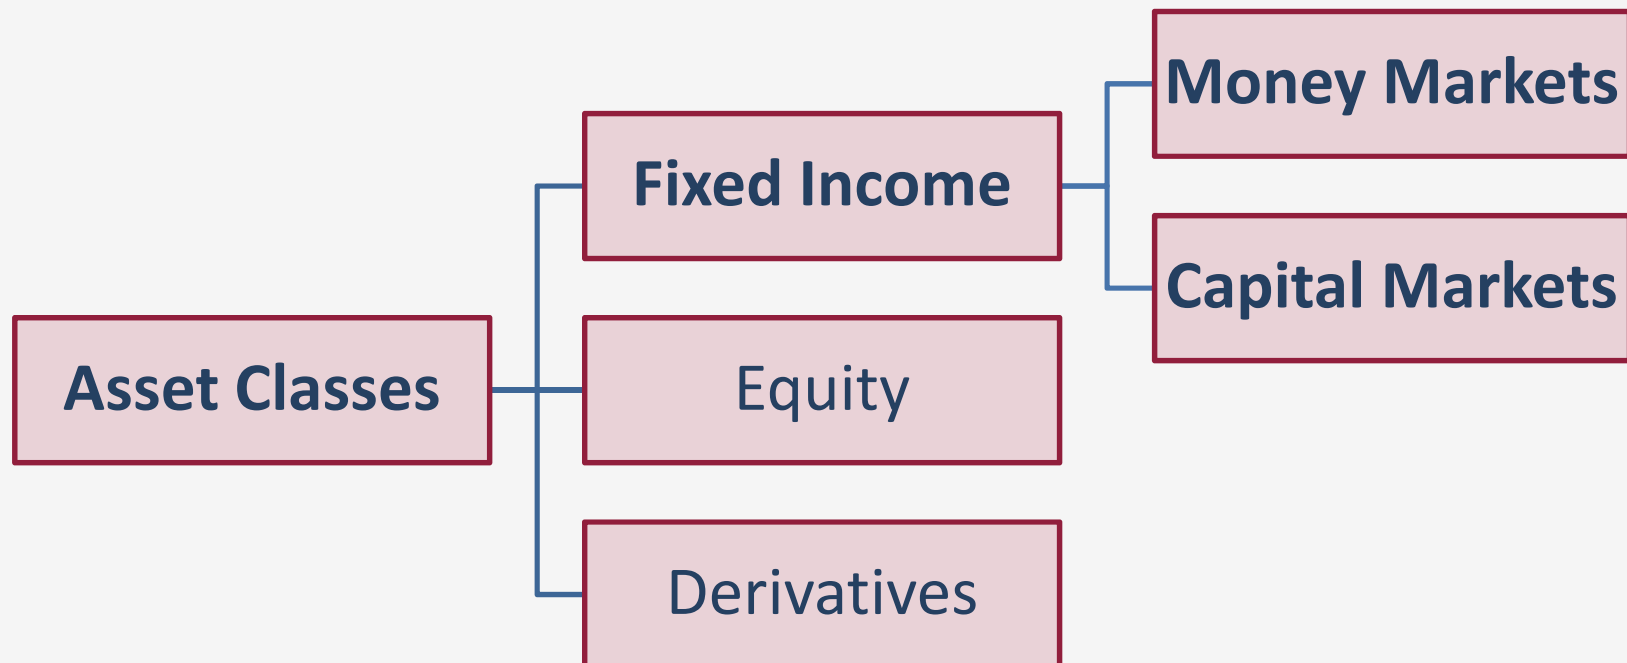 Money Markets
Fixed Income
Capital Markets
Asset Classes
Equity
Derivatives